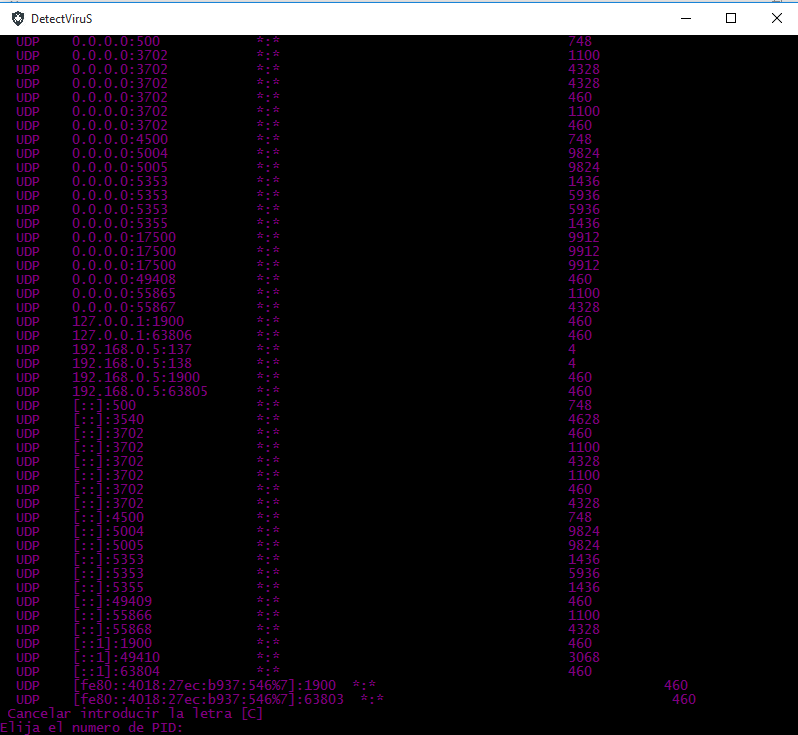 DetectViruS
UDP 0.0.0.0:500 *:* 748
UDP 0.0.0.0:3702 *:* 1100
UDP 0.0.0.0:3702 *:* 4328
UDP 0.0.0.0:3702 *:* 4328
UDP 0.0.0.0:3702 *:* 460
UDP 0.0.0.0:3702 *:* 1100
UDP 0.0.0.0:3702 *:* 460
UDP 0.0.0.0:4500 *:* 748
UDP 0.0.0.0:5004 *:* 9824
UDP 0.0.0.0:5005 *:* 9824
UDP 0.0.0.0:5353 *:* 1436
UDP 0.0.0.0:5353 *:* 5936
UDP 0.0.0.0:5353 *:* 5936
UDP 0.0.0.0:5355 *:* 1436
UDP 0.0.0.0:17500 *:* 9912
UDP 0.0.0.0:17500 *:* 9912
UDP 0.0.0.0:17500 *:* 9912
UDP 0.0.0.0:49408 *:* 460
UDP 0.0.0.0:55865 *:* 1100
UDP 0.0.0.0:55867 *:* 4328
UDP 127.0.0.1:1900 *:* 460
UDP 127.0.0.1:63806 *:* 460
UDP 192.168.0.5:137 *:* 4
UDP 192.168.0.5:138 *:* 4
UDP 192.168.0.5:1900 *:* 460
UDP 192.168.0.5:63805 *:* 460
UDP [::]:500 *:* 748
UDP [::]:3540 *:* 4628
UDP [::]:3702 *:* 460
UDP [::]:3702 *:* 1100
UDP [::]:3702 *:* 4328
UDP [::]:3702 *:* 1100
UDP [::]:3702 *:* 460
UDP [::]:3702 *:* 4328
UDP [::]:4500 *:* 748
UDP [::]:5004 *:* 9824
UDP [::]:5005 *:* 9824
UDP [::]:5353 *:* 1436
UDP [::]:5353 *:* 5936
UDP [::]:5355 *:* 1436
UDP [::]:49409 *:* 460
UDP [::]:55866 *:* 1100
UDP [::]:55868 *:* 4328
UDP [::1]:1900 *:* 460
UDP [::1]:49410 *:* 3068
UDP [::1]:63804 *:* 460
UDP [fe80::4018:27ec:b937:546%7]:1900 *:* 460
UDP [fe80::4018:27ec:b937:546%7]:63803 *:* 460
Cancelar introducir la letra [C]
Elija el numero de PID: